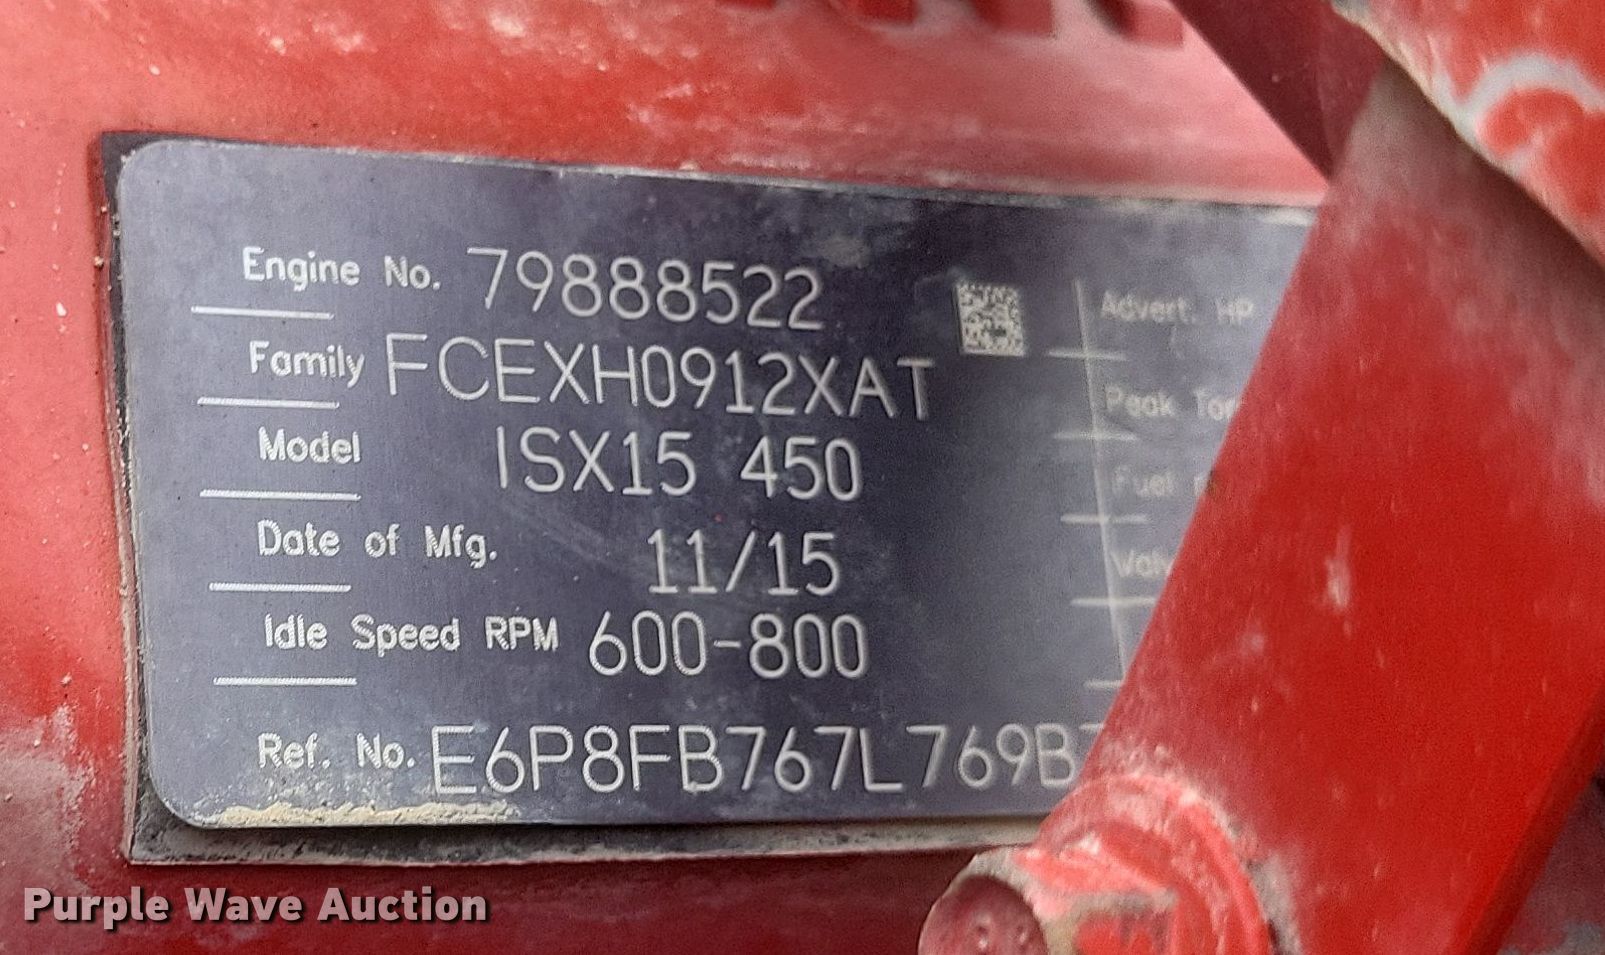 Engine No. 79888522
Family FCEXH0912XAT
Model ISX15 450
Date of Mfg. 11/15
Idle Speed RPM 600-800
Ref. No. E6P8FB767L769B
Advert. HP
Peak
Fuel
Purple Wave Auction